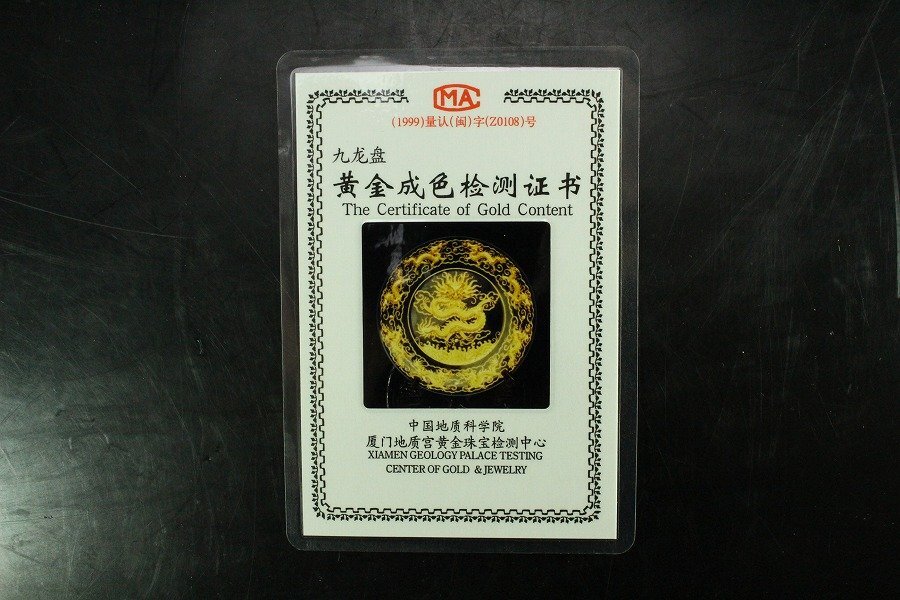 CMA
(1999)量认(闽)字(Z0108)号
九龙盘
黄金成色检测证书
The Certificate of Gold Content
中国地质科学院
厦门地质宫黄金珠宝检测中心
XIAMEN GEOLOGY PALACE TESTING
CENTER OF GOLD & JEWELRY